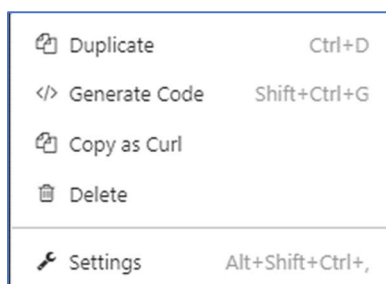 Duplicate Ctrl+D
Generate Code Shift+Ctrl+G
Copy as Curl
Delete
Settings Alt+Shift+Ctrl+,